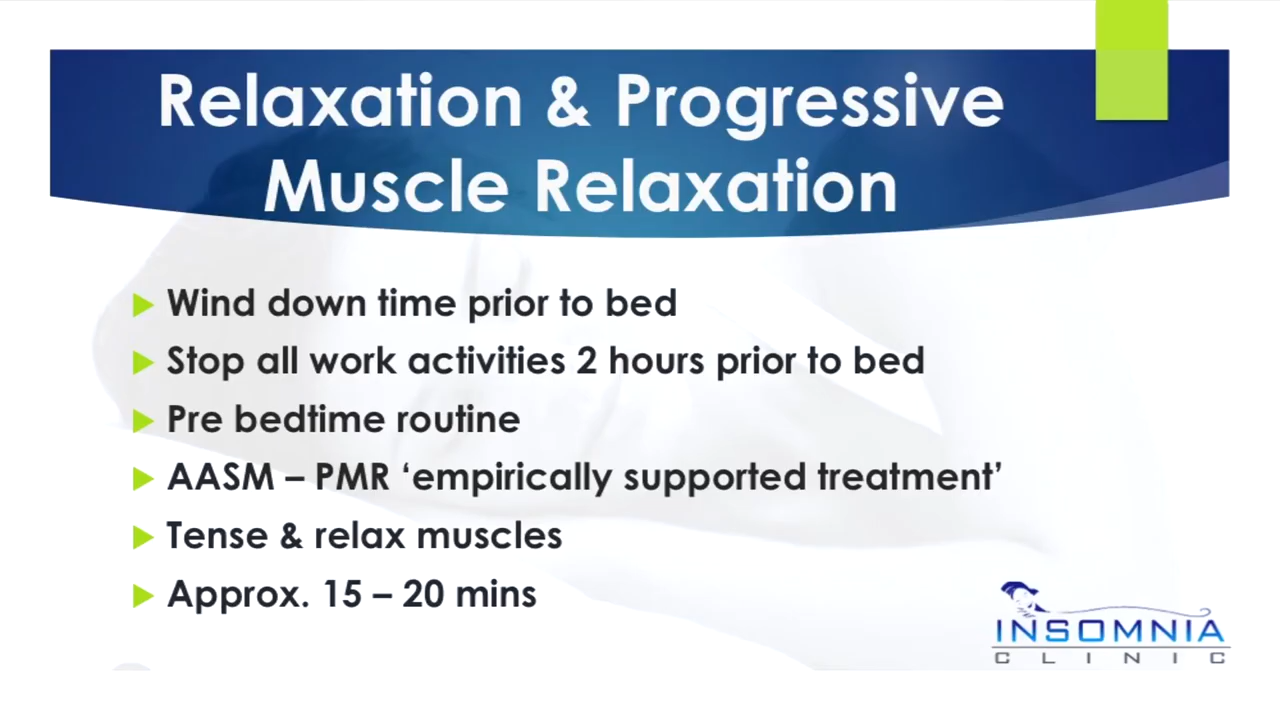 Relaxation & Progressive
Muscle Relaxation
Wind down time prior to bed
Stop all work activities 2 hours prior to bed
Pre bedtime routine
AASM – PMR ‘empirically supported treatment’
Tense & relax muscles
Approx. 15 – 20 mins
INSOMNIA
CLINIC